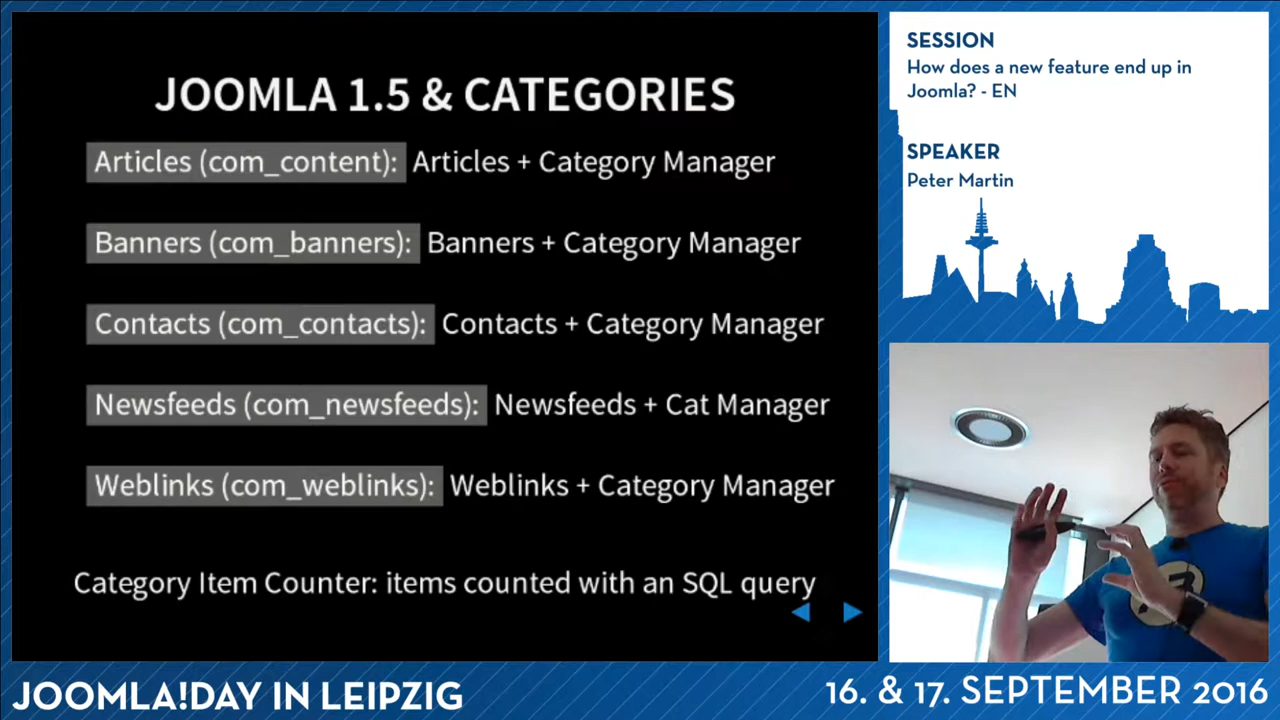 JOOMLA 1.5 & CATEGORIES
Articles (com_content): Articles + Category Manager
Banners (com_banners): Banners + Category Manager
Contacts (com_contacts): Contacts + Category Manager
Newsfeeds (com_newsfeeds): Newsfeeds + Cat Manager
Weblinks (com_weblinks): Weblinks + Category Manager
Category Item Counter: items counted with an SQL query
SESSION
How does a new feature end up in
Joomla? - EN
SPEAKER
Peter Martin
JOOMLA!DAY IN LEIPZIG
16. & 17. SEPTEMBER 2016